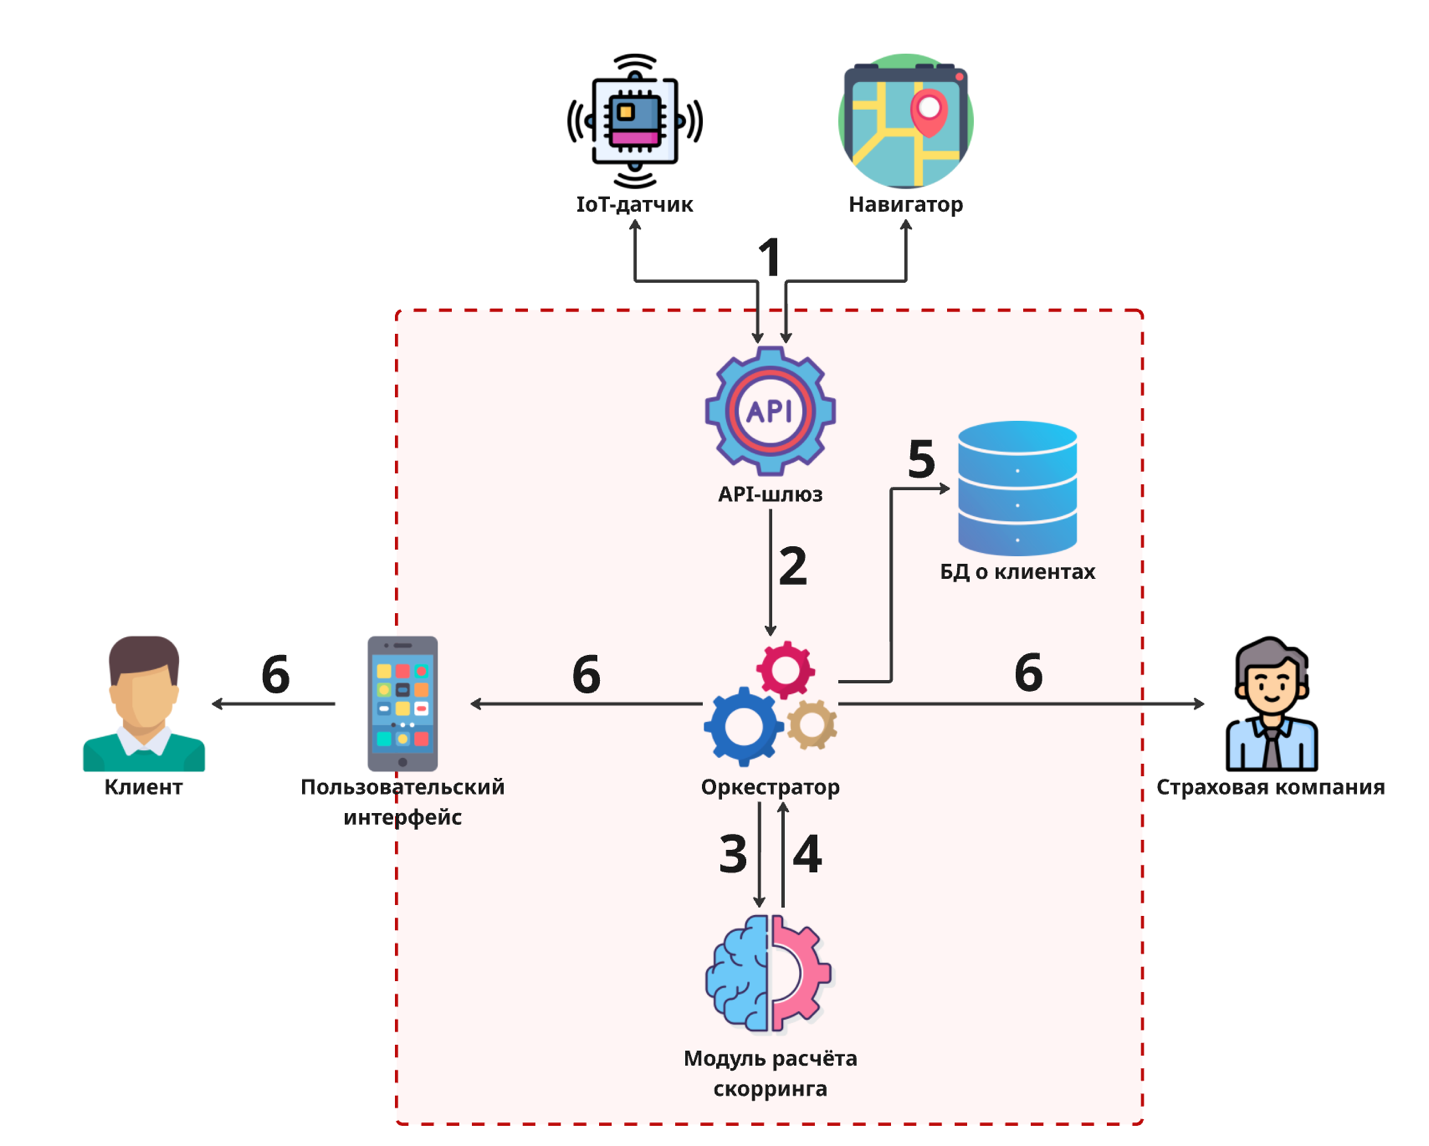 IoT-датчик
Навигатор
1
API
API-шлюз
5
2
БД о клиентах
6
6
6
Клиент
Пользовательский
интерфейс
Оркестратор
Страховая компания
3
4
Модуль расчёта
скорринга